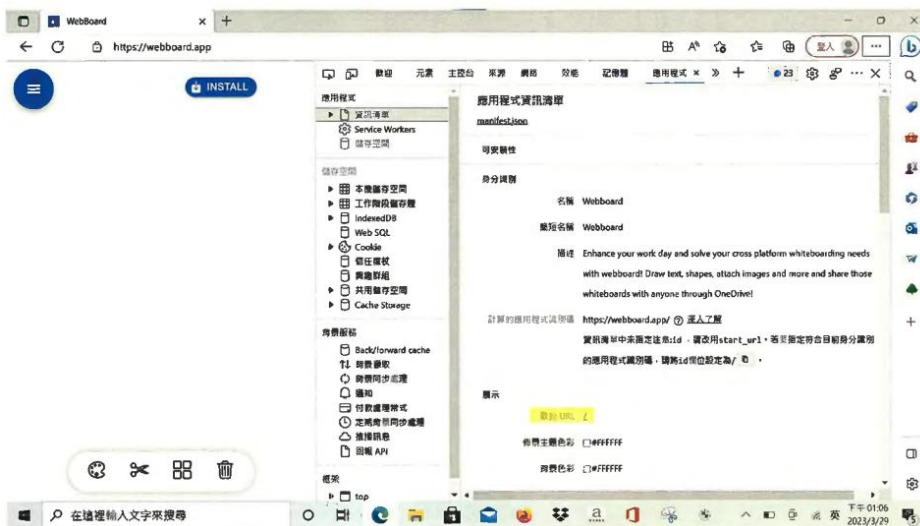 WebBoard
https://webboard.app
登入
INSTALL
歡迎 元素 主控台 來源 網路 效能 記憶體 應用程式 23
應用程式
資訊清單
Service Workers
儲存空間
儲存空間
本機儲存空間
工作階段儲存體
IndexedDB
Web SQL
Cookie
信任權杖
興趣群組
共用儲存空間
Cache Storage
背景服務
Back/forward cache
背景擷取
背景同步處理
通知
付款處理常式
定期背景同步處理
推播訊息
回報 API
框架
top
應用程式資訊清單
manifest.json
可安裝性
身分識別
名稱 Webboard
簡短名稱 Webboard
描述 Enhance your work day and solve your cross platform whiteboarding needs
with webboard! Draw text, shapes, attach images and more and share those
whiteboards with anyone through OneDrive!
計算的應用程式識別碼 https://webboard.app/ 深入了解
資訊清單中未指定注意:id,請改用start_url。若要指定符合目前身分識別
的應用程式識別碼,請將id欄位設定為/ 。
展示
URL /
佈景主題色彩 #FFFFFF
背景色彩 #FFFFFF
在這裡輸入文字來搜尋
英
下午 01:06
2023/3/29